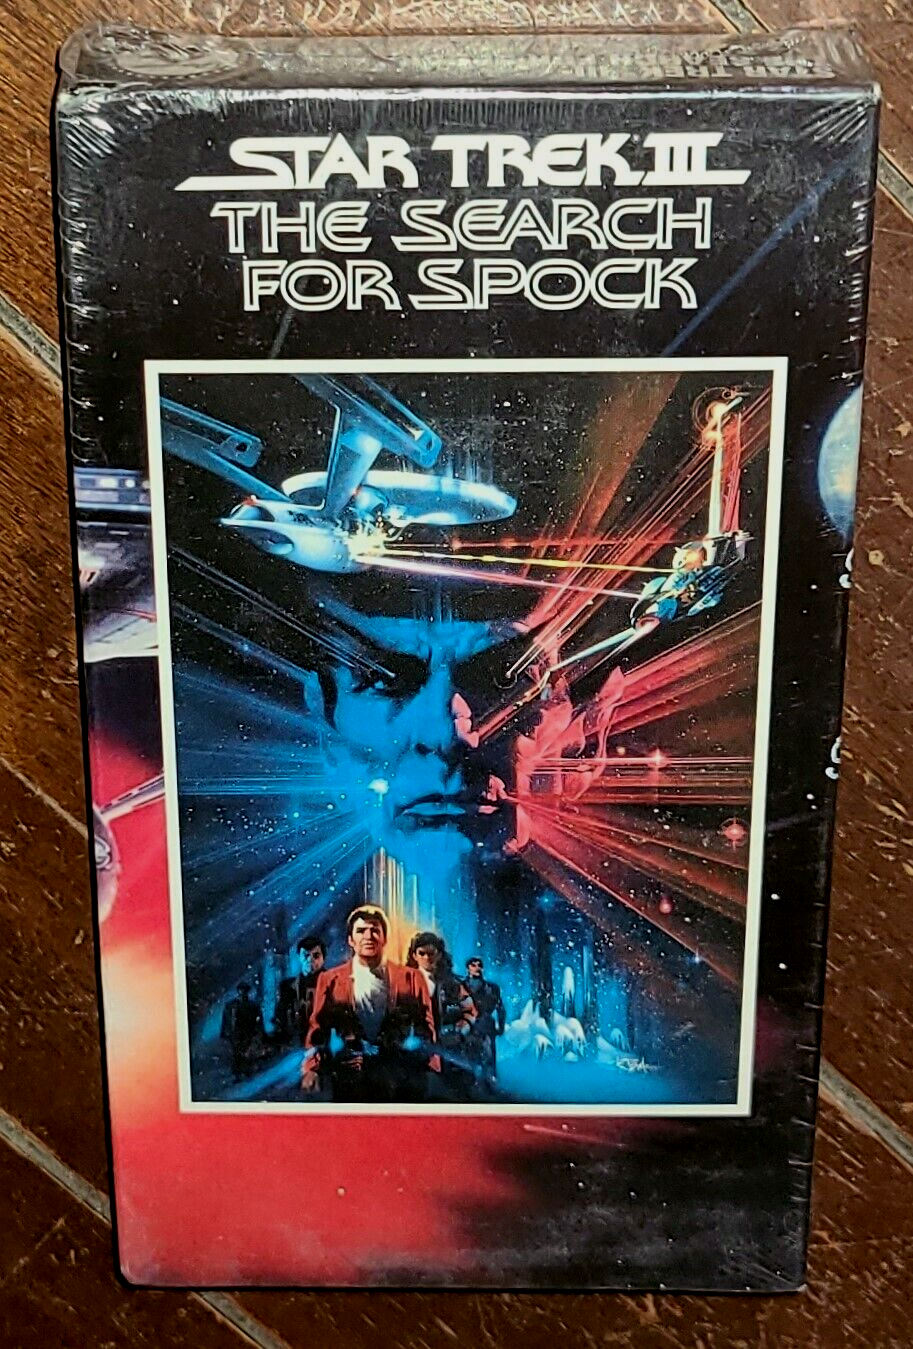 STAR TREK III
THE SEARCH
FOR SPOCK